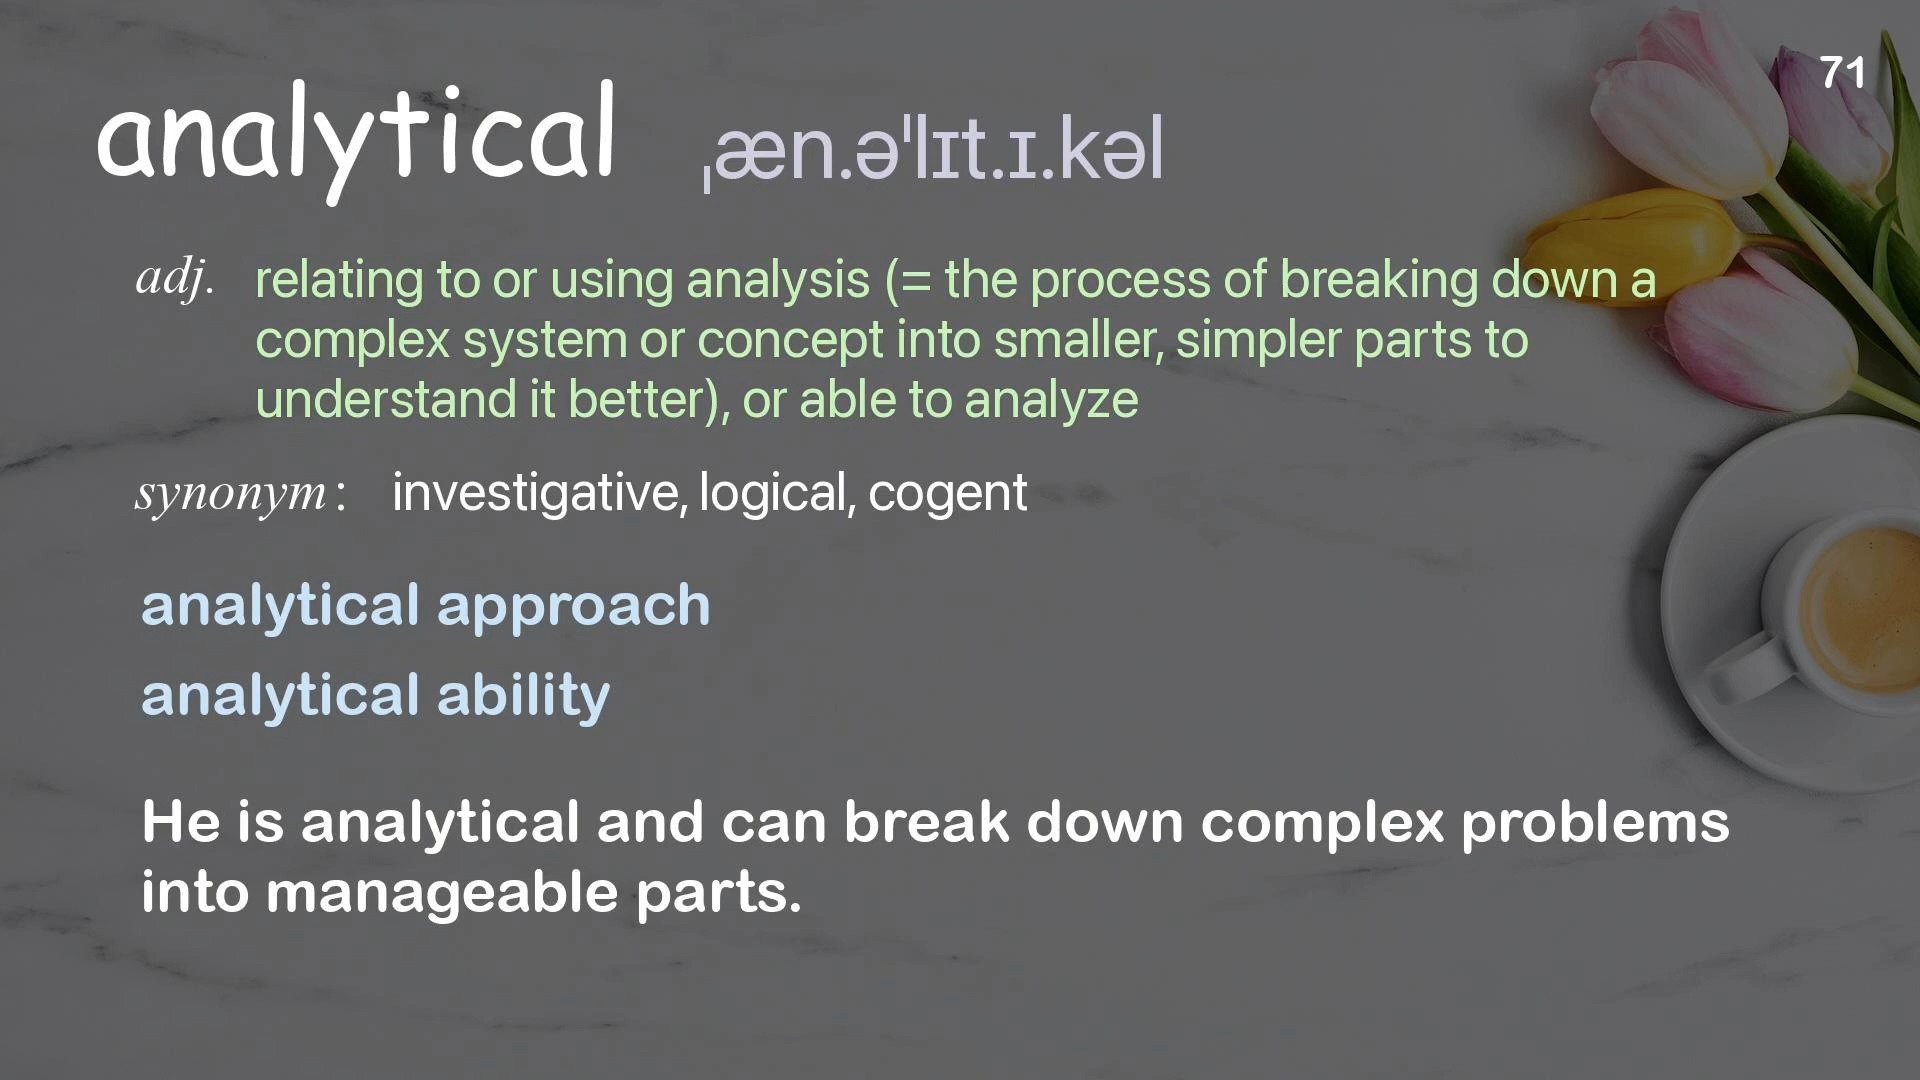 71
analytical ˌæn.əˈlɪt.ɪ.kəl
adj. relating to or using analysis (= the process of breaking down a
complex system or concept into smaller, simpler parts to
understand it better), or able to analyze
synonym: investigative, logical, cogent
analytical approach
analytical ability
He is analytical and can break down complex problems
into manageable parts.